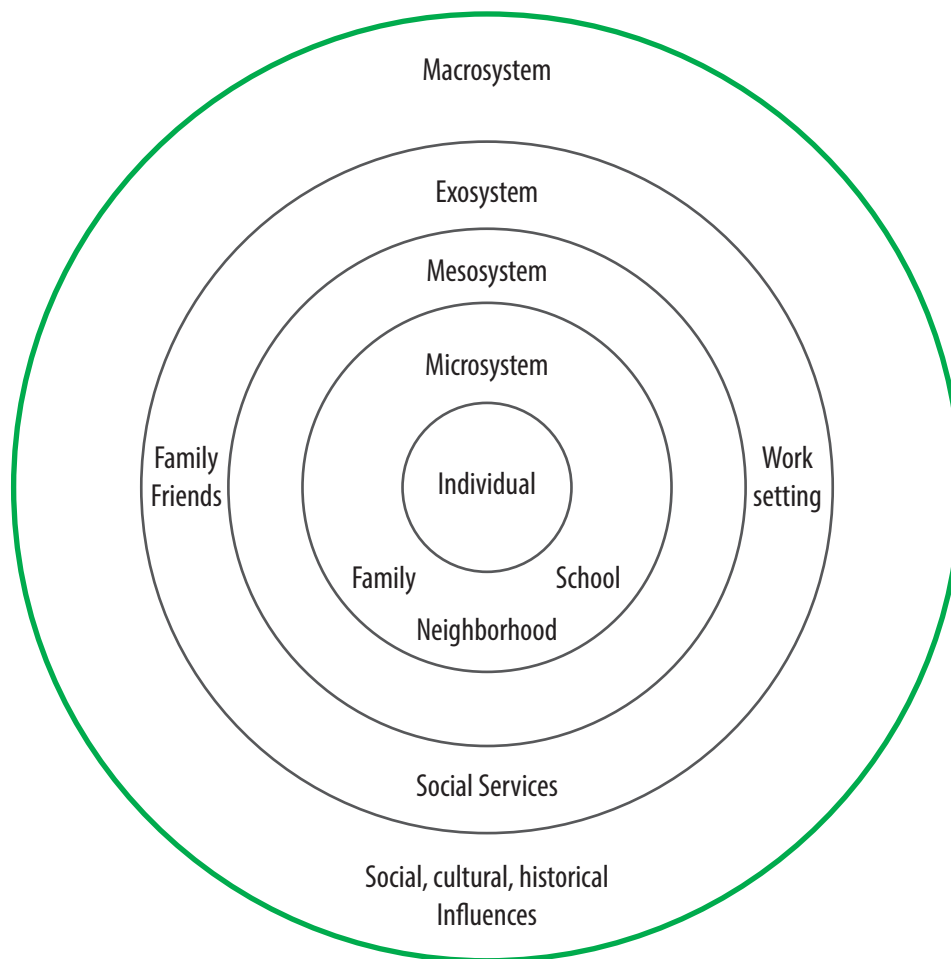 Macrosystem
Exosystem
Mesosystem
Microsystem
Family
Friends
Individual
Work
setting
Family
School
Neighborhood
Social Services
Social, cultural, historical
Influences